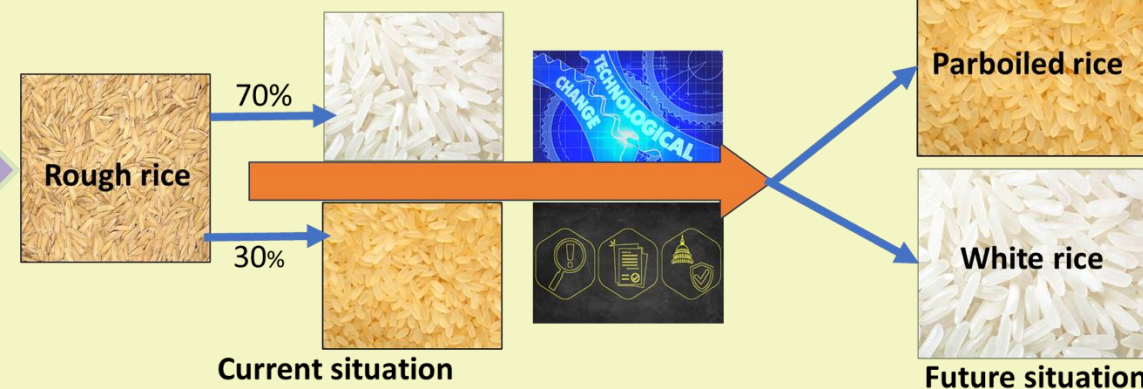 Rough rice
70%
30%
TECHNOLOGICAL
CHANGE
Current situation
Parboiled rice
White rice
Future situation